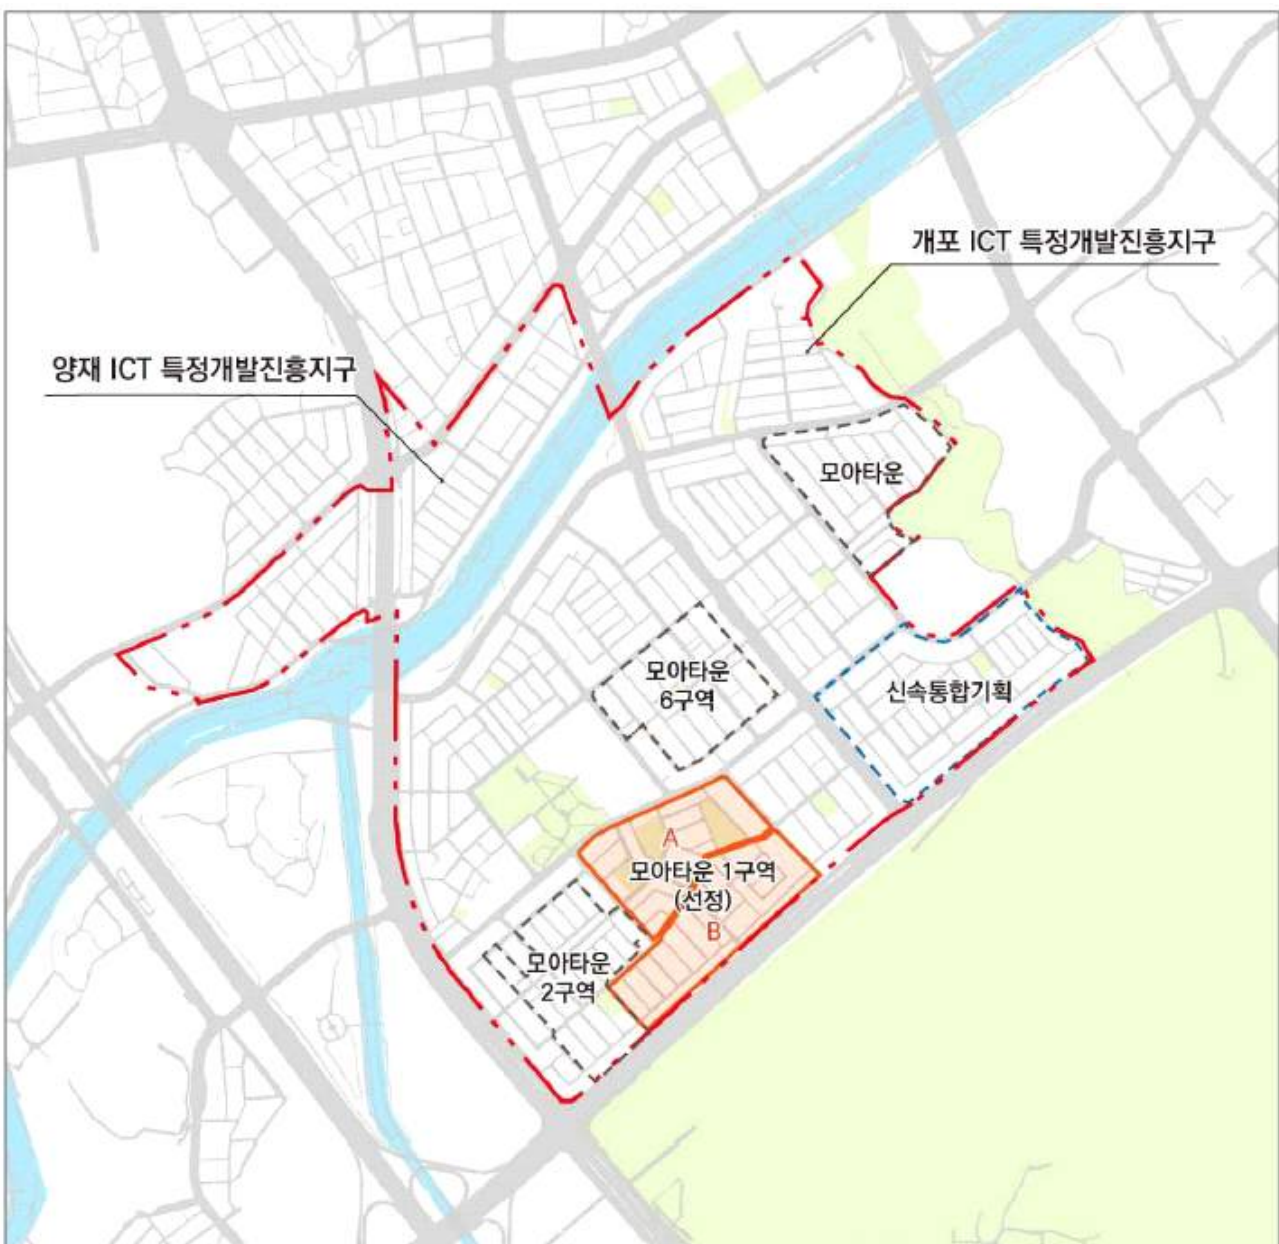 개포 ICT 특정개발진흥지구
양재 ICT 특정개발진흥지구
모아타운
모아타운
6구역
신속통합기획
A
모아타운 1구역
(선정)
B
모아타운
2구역